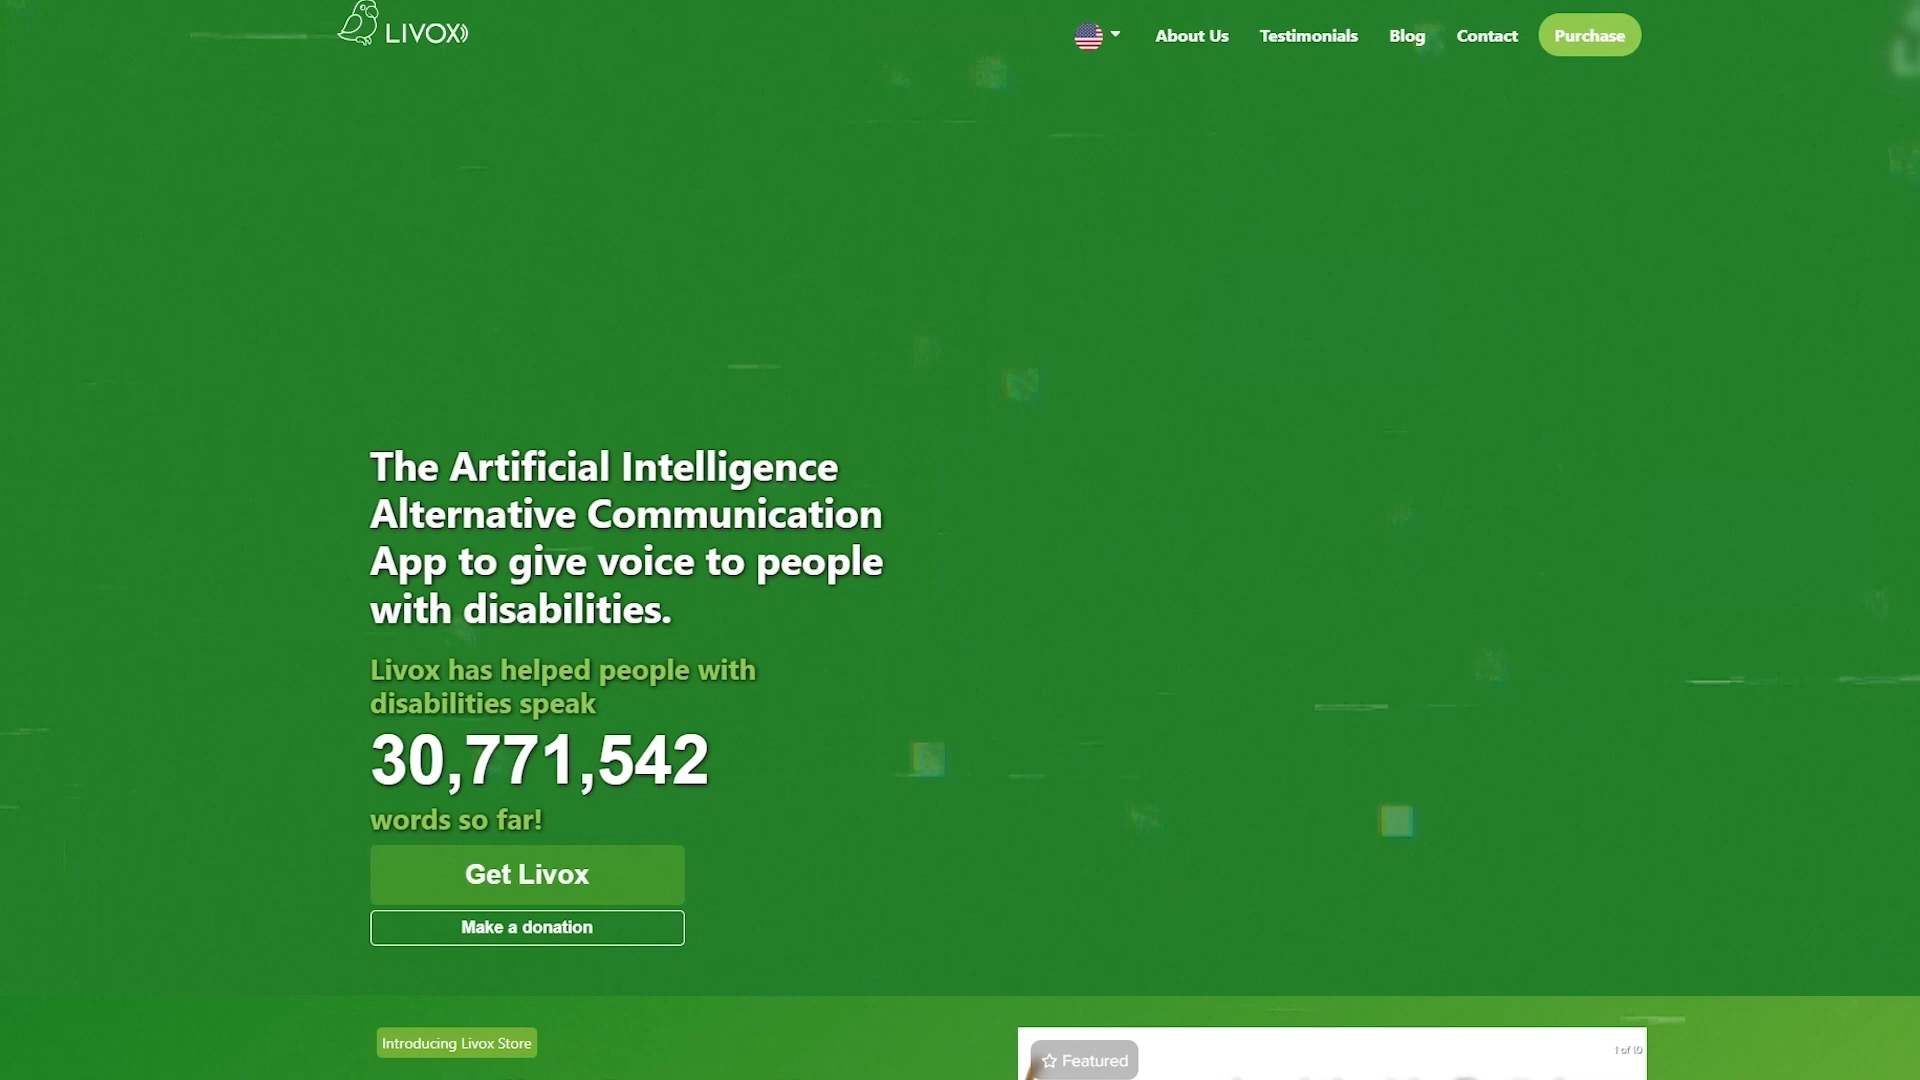 LIVOX
About Us
Testimonials
Blog
Contact
Purchase
The Artificial Intelligence
Alternative Communication
App to give voice to people
with disabilities.
Livox has helped people with
disabilities speak
30,771,542
words so far!
Get Livox
Make a donation
Introducing Livox Store
Featured
1 of 10